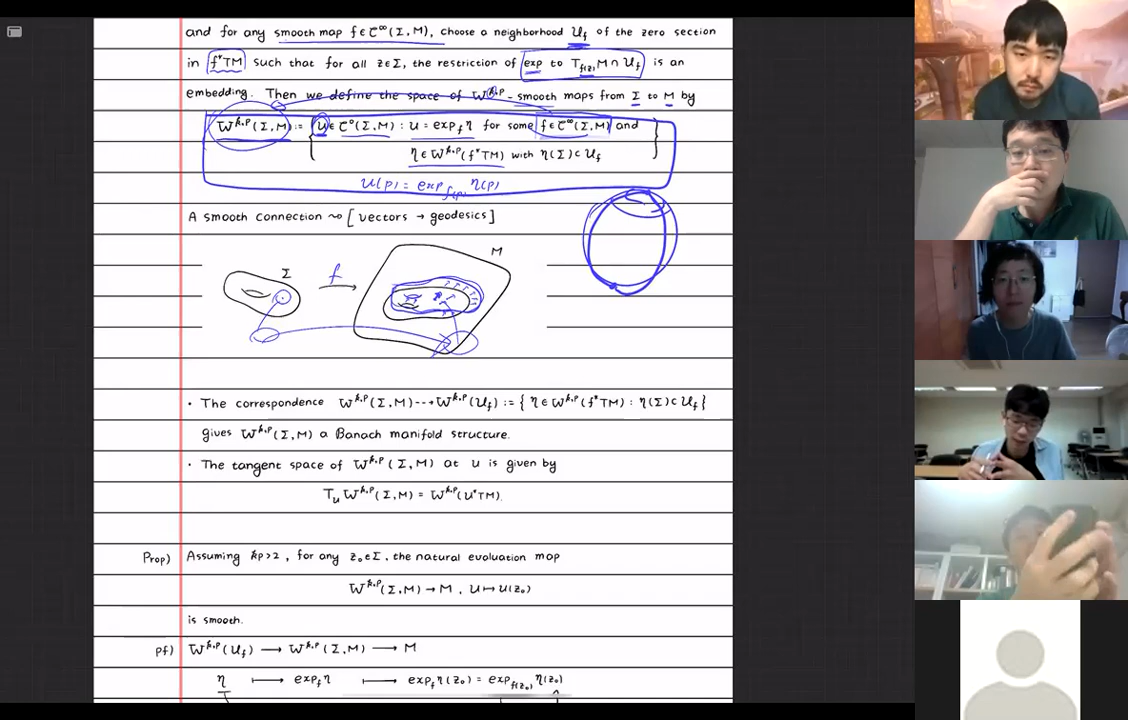 and for any smooth map f ∈ C^∞(Σ, M), choose a neighborhood U_f of the zero section
in f*TM such that for all z∈Σ, the restriction of exp to T_{f(z)}M ∩ U_f is an
embedding. Then we define the space of W^{k,p}-smooth maps from Σ to M by
W^{k,p}(Σ, M) := { u ∈ C^0(Σ, M) : u = exp_f η for some f ∈ C^∞(Σ, M) and
η ∈ W^{k,p}(f*TM) with η(Σ) ⊂ U_f }
u(p) = exp_{f(p)} η(p)
A smooth connection ⇝ [vectors → geodesics]
Σ f M
• The correspondence W^{k,p}(Σ, M) ⇢ W^{k,p}(U_f) := { η ∈ W^{k,p}(f*TM) : η(Σ) ⊂ U_f }
gives W^{k,p}(Σ, M) a Banach manifold structure.
• The tangent space of W^{k,p}(Σ, M) at u is given by
T_u W^{k,p}(Σ, M) = W^{k,p}(u*TM).
Prop) Assuming kp>2, for any z_0∈Σ, the natural evaluation map
W^{k,p}(Σ, M) → M, u ↦ u(z_0)
is smooth.
pf) W^{k,p}(U_f) ⟶ W^{k,p}(Σ, M) ⟶ M
η ⟼ exp_f η ⟼ exp_f η(z_0) = exp_{f(z_0)} η(z_0)